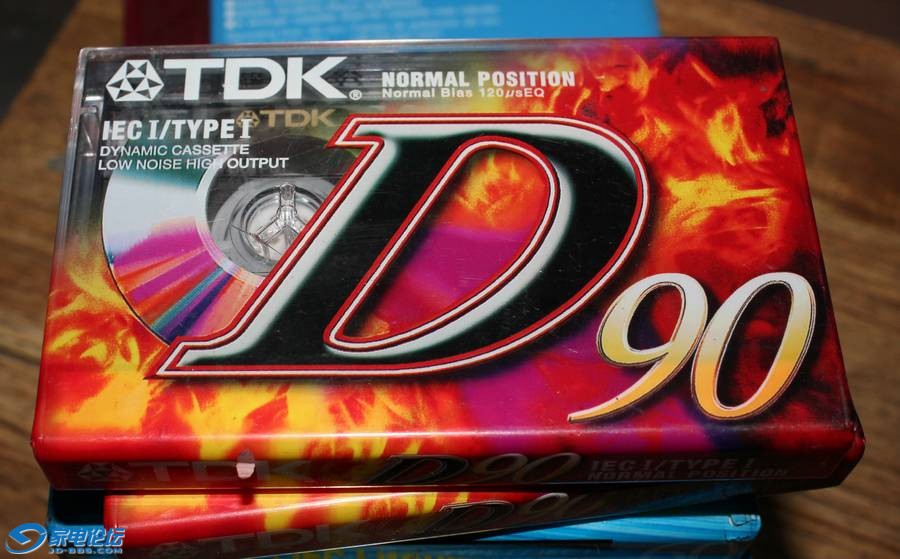 TDK® NORMAL POSITION
Normal Bias 120µsEQ
TDK
IEC I/TYPE I
DYNAMIC CASSETTE
LOW NOISE HIGH OUTPUT
D 90
TDK D90 IEC I/TYPE I
NORMAL POSITION
D90
家电论坛
JD-BBS.COM